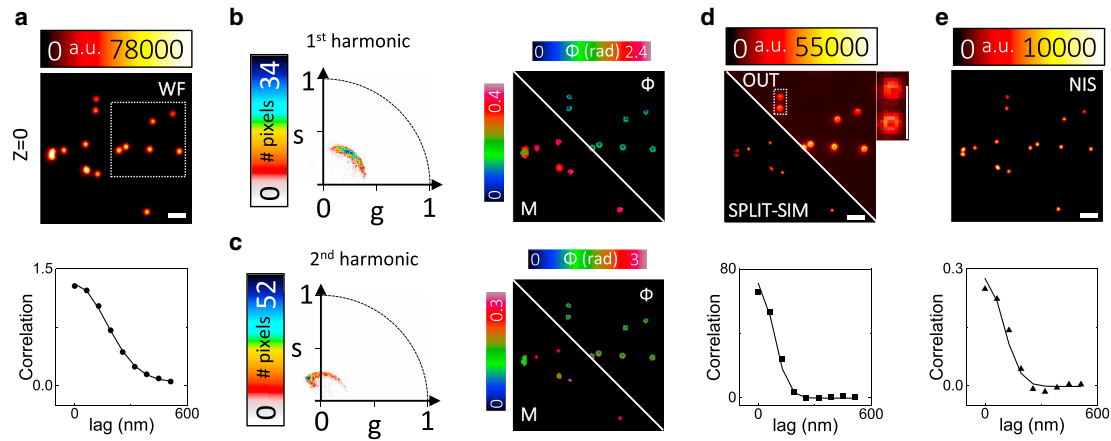 a
0 a.u. 78000
WF
Z=0
1.5
Correlation
0.0
0
600
lag (nm)
b
1st harmonic
34
# pixels
0
1
s
0
g
1
0 Φ (rad) 2.4
Φ
0.4
0
M
c
2nd harmonic
52
# pixels
0
1
s
0
g
1
0 Φ (rad) 3
Φ
0.3
0
M
d
0 a.u. 55000
OUT
SPLIT-SIM
80
Correlation
0
0
600
lag (nm)
e
0 a.u. 10000
NIS
0.3
Correlation
0.0
0
600
lag (nm)